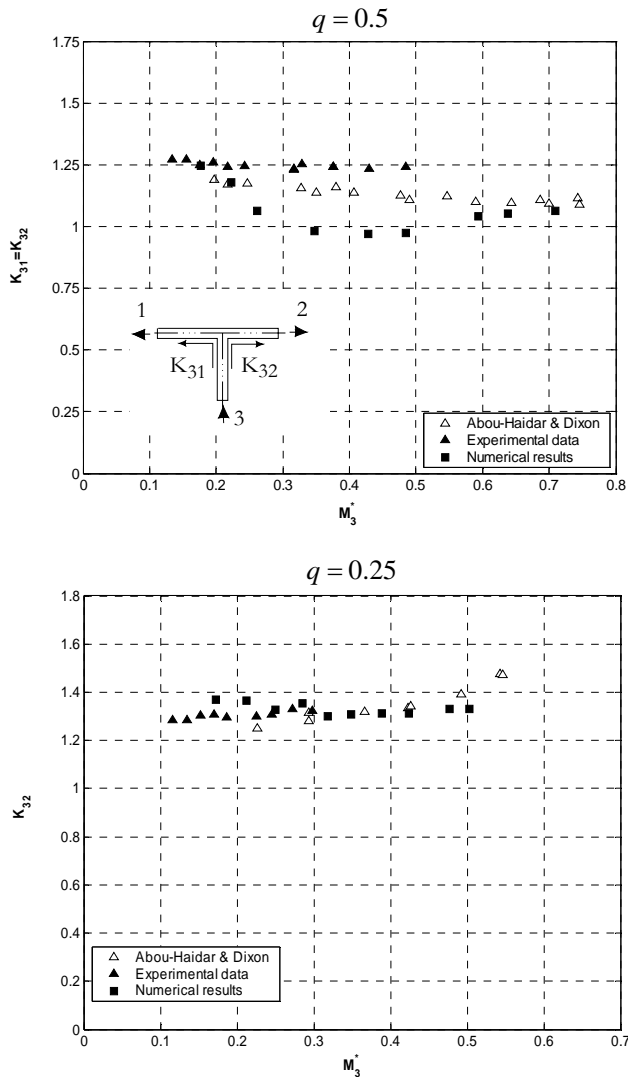 q = 0.5
1.75
1.5
1.25
1
0.75
0.5
0.25
0
K31=K32
1
2
K31
K32
3
Abou-Haidar & Dixon
Experimental data
Numerical results
0 0.1 0.2 0.3 0.4 0.5 0.6 0.7 0.8
M3*
q = 0.25
1.8
1.6
1.4
1.2
1
0.8
0.6
0.4
0.2
0
K32
Abou-Haidar & Dixon
Experimental data
Numerical results
0 0.1 0.2 0.3 0.4 0.5 0.6 0.7
M3*